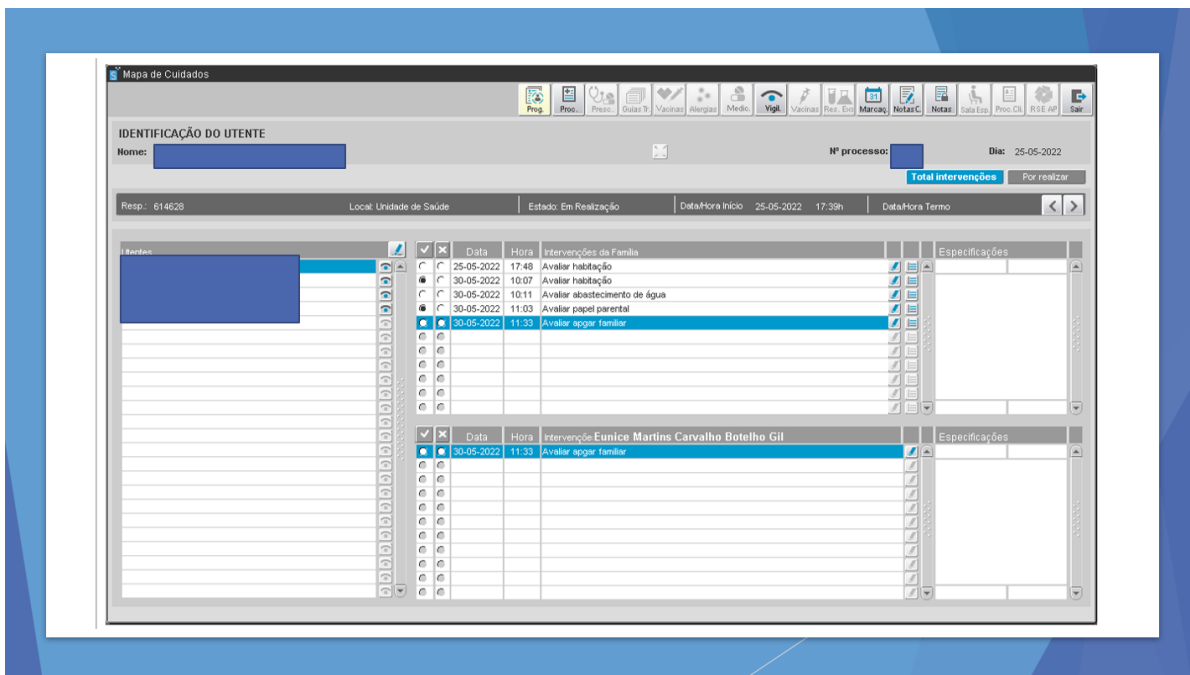 Mapa de Cuidados
Prog. Proc. Presc. Guias Tr. Vacinas Alergias Medic. Vigil. Vacinas Res. Ex Marcaç. Notas C. Notas Sala Esp. Proc.Clí. RSE AP Sair
IDENTIFICAÇÃO DO UTENTE
Nome: Nº processo: Dia: 25-05-2022
Total intervenções Por realizar
Resp.: 614628 Local: Unidade de Saúde Estado: Em Realização Data/Hora Início 25-05-2022 17:39h Data/Hora Termo
Utentes Data Hora Intervenções da Família Especificações
25-05-2022 17:48 Avaliar habitação
30-05-2022 10:07 Avaliar habitação
30-05-2022 10:11 Avaliar abastecimento de água
30-05-2022 11:03 Avaliar papel parental
30-05-2022 11:33 Avaliar apgar familiar
Data Hora Intervençõe Eunice Martins Carvalho Botelho Gil Especificações
30-05-2022 11:33 Avaliar apgar familiar